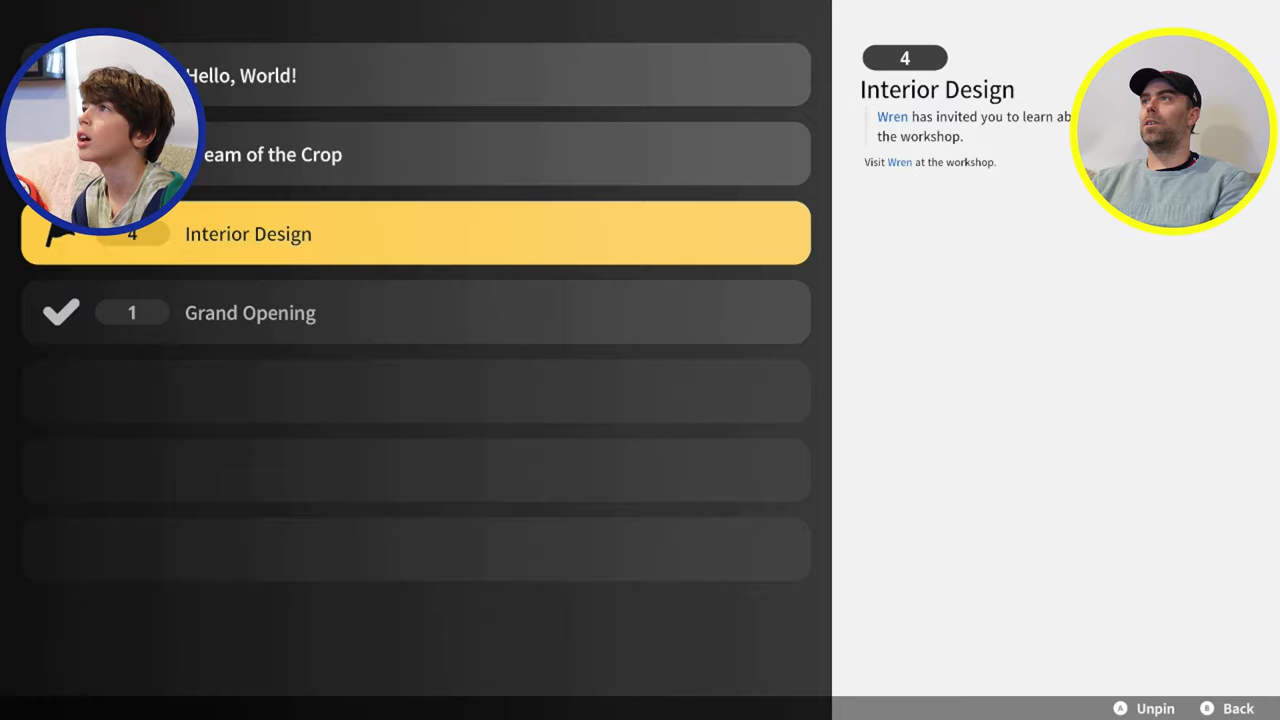 Hello, World!
eam of the Crop
4 Interior Design
1 Grand Opening
4
Interior Design
Wren has invited you to learn ab
the workshop.
Visit Wren at the workshop.
A Unpin B Back